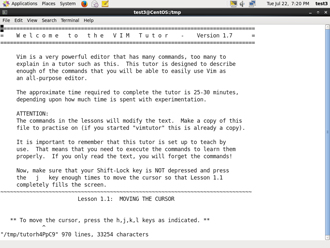 Applications Places System
Tue Jul 22, 7:20 PM test3
test3@CentOS:/tmp
File Edit View Search Terminal Help
===============================================================================
=    W e l c o m e   t o   t h e   V I M   T u t o r    -    Version 1.7      =
===============================================================================
Vim is a very powerful editor that has many commands, too many to
explain in a tutor such as this. This tutor is designed to describe
enough of the commands that you will be able to easily use Vim as
an all-purpose editor.
The approximate time required to complete the tutor is 25-30 minutes,
depending upon how much time is spent with experimentation.
ATTENTION:
The commands in the lessons will modify the text. Make a copy of this
file to practise on (if you started "vimtutor" this is already a copy).
It is important to remember that this tutor is set up to teach by
use. That means that you need to execute the commands to learn them
properly. If you only read the text, you will forget the commands!
Now, make sure that your Shift-Lock key is NOT depressed and press
the j key enough times to move the cursor so that Lesson 1.1
completely fills the screen.
~~~~~~~~~~~~~~~~~~~~~~~~~~~~~~~~~~~~~~~~~~~~~~~~~~~~~~~~~~~~~~~~~~~~~~~~~~~~~~~
Lesson 1.1: MOVING THE CURSOR
** To move the cursor, press the h,j,k,l keys as indicated. **
^
"/tmp/tutorh4PpC9" 970 lines, 33254 characters